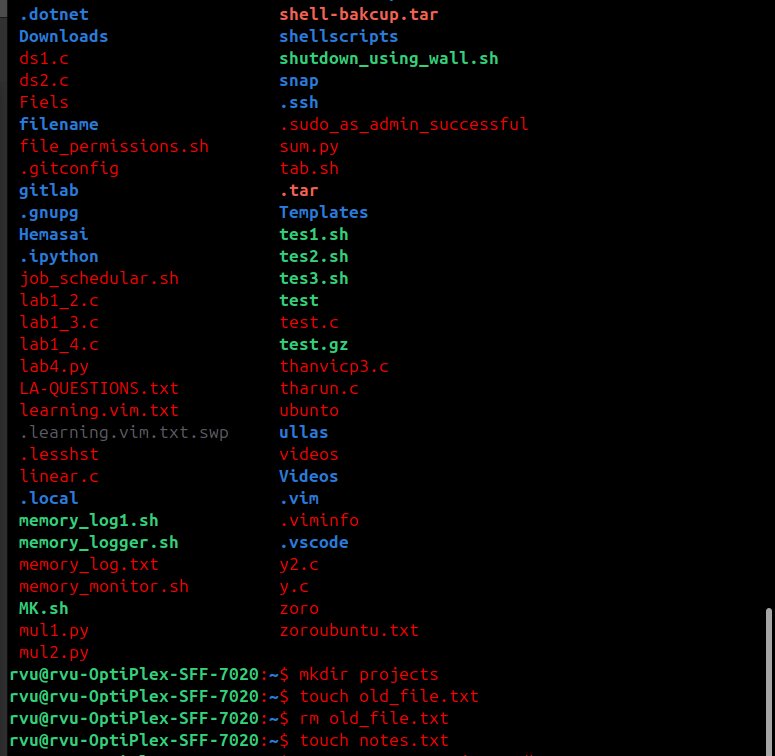 .dotnet shell-bakcup.tar
Downloads shellscripts
ds1.c shutdown_using_wall.sh
ds2.c snap
Fiels .ssh
filename .sudo_as_admin_successful
file_permissions.sh sum.py
.gitconfig tab.sh
gitlab .tar
.gnupg Templates
Hemasai tes1.sh
.ipython tes2.sh
job_schedular.sh tes3.sh
lab1_2.c test
lab1_3.c test.c
lab1_4.c test.gz
lab4.py thanvicp3.c
LA-QUESTIONS.txt tharun.c
learning.vim.txt ubunto
.learning.vim.txt.swp ullas
.lesshst videos
linear.c Videos
.local .vim
memory_log1.sh .viminfo
memory_logger.sh .vscode
memory_log.txt y2.c
memory_monitor.sh y.c
MK.sh zoro
mul1.py zoroubuntu.txt
mul2.py
rvu@rvu-OptiPlex-SFF-7020:~$ mkdir projects
rvu@rvu-OptiPlex-SFF-7020:~$ touch old_file.txt
rvu@rvu-OptiPlex-SFF-7020:~$ rm old_file.txt
rvu@rvu-OptiPlex-SFF-7020:~$ touch notes.txt